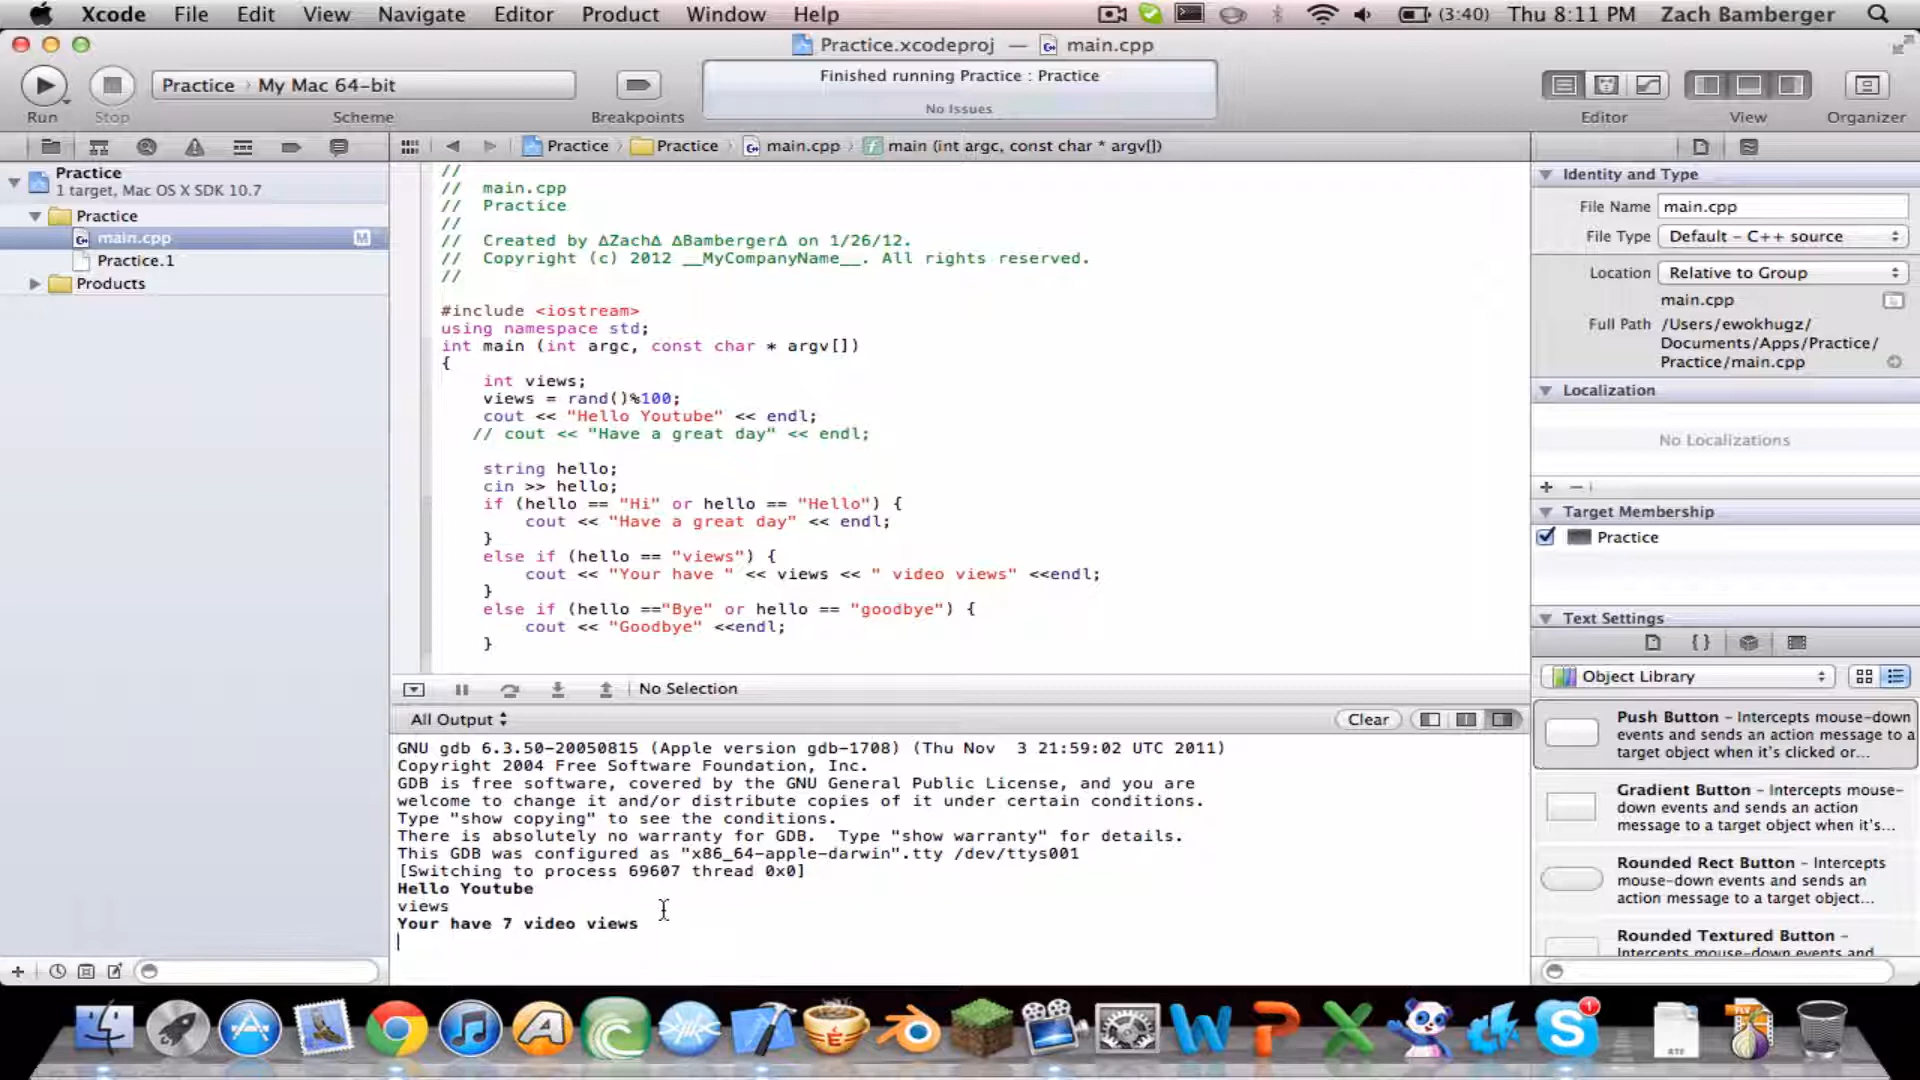 Xcode File Edit View Navigate Editor Product Window Help (3:40) Thu 8:11 PM Zach Bamberger
Practice.xcodeproj — main.cpp
Practice › My Mac 64-bit
Finished running Practice : Practice
No Issues
Run Stop Scheme Breakpoints Editor View Organizer
Practice
1 target, Mac OS X SDK 10.7
Practice
main.cpp M
Practice.1
Products
Practice Practice main.cpp main (int argc, const char * argv[])
//
// main.cpp
// Practice
//
// Created by ∆Zach∆ ∆Bamberger∆ on 1/26/12.
// Copyright (c) 2012 __MyCompanyName__. All rights reserved.
//
#include <iostream>
using namespace std;
int main (int argc, const char * argv[])
{
int views;
views = rand()%100;
cout << "Hello Youtube" << endl;
// cout << "Have a great day" << endl;
string hello;
cin >> hello;
if (hello == "Hi" or hello == "Hello") {
cout << "Have a great day" << endl;
}
else if (hello == "views") {
cout << "Your have " << views << " video views" <<endl;
}
else if (hello =="Bye" or hello == "goodbye") {
cout << "Goodbye" <<endl;
}
No Selection
All Output
Clear
GNU gdb 6.3.50-20050815 (Apple version gdb-1708) (Thu Nov  3 21:59:02 UTC 2011)
Copyright 2004 Free Software Foundation, Inc.
GDB is free software, covered by the GNU General Public License, and you are
welcome to change it and/or distribute copies of it under certain conditions.
Type "show copying" to see the conditions.
There is absolutely no warranty for GDB.  Type "show warranty" for details.
This GDB was configured as "x86_64-apple-darwin".tty /dev/ttys001
[Switching to process 69607 thread 0x0]
Hello Youtube
views
Your have 7 video views
Identity and Type
File Name main.cpp
File Type Default - C++ source
Location Relative to Group
main.cpp
Full Path /Users/ewokhugz/
Documents/Apps/Practice/
Practice/main.cpp
Localization
No Localizations
Target Membership
Practice
Text Settings
{ }
Object Library
Push Button - Intercepts mouse-down
events and sends an action message to a
target object when it's clicked or...
Gradient Button - Intercepts mouse-
down events and sends an action
message to a target object when it's...
Rounded Rect Button - Intercepts
mouse-down events and sends an
action message to a target object...
Rounded Textured Button -
Intercepts mouse-down events and
1
RTF